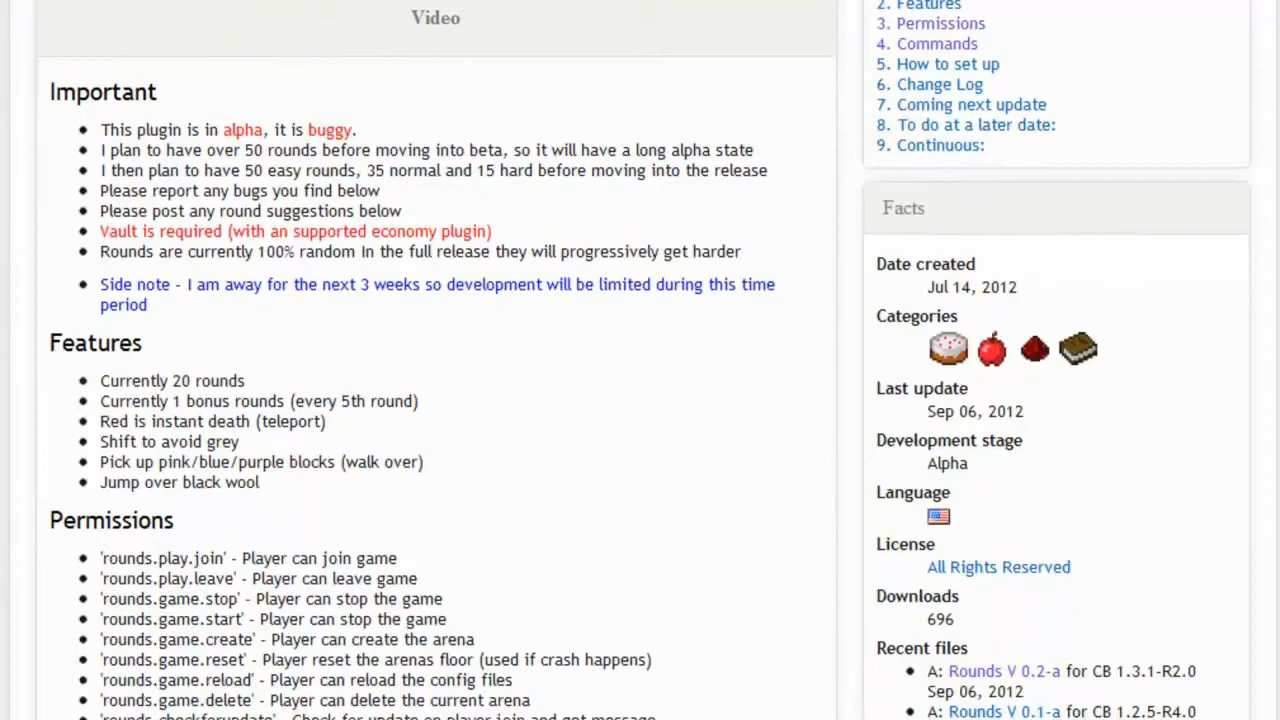 Video
Important
This plugin is in alpha, it is buggy.
I plan to have over 50 rounds before moving into beta, so it will have a long alpha state
I then plan to have 50 easy rounds, 35 normal and 15 hard before moving into the release
Please report any bugs you find below
Please post any round suggestions below
Vault is required (with an supported economy plugin)
Rounds are currently 100% random In the full release they will progressively get harder
Side note - I am away for the next 3 weeks so development will be limited during this time
period
Features
Currently 20 rounds
Currently 1 bonus rounds (every 5th round)
Red is instant death (teleport)
Shift to avoid grey
Pick up pink/blue/purple blocks (walk over)
Jump over black wool
Permissions
'rounds.play.join' - Player can join game
'rounds.play.leave' - Player can leave game
'rounds.game.stop' - Player can stop the game
'rounds.game.start' - Player can stop the game
'rounds.game.create' - Player can create the arena
'rounds.game.reset' - Player reset the arenas floor (used if crash happens)
'rounds.game.reload' - Player can reload the config files
'rounds.game.delete' - Player can delete the current arena
'rounds.checkforupdate' - Check for update on player join and get message
2. Features
3. Permissions
4. Commands
5. How to set up
6. Change Log
7. Coming next update
8. To do at a later date:
9. Continuous:
Facts
Date created
Jul 14, 2012
Categories
Last update
Sep 06, 2012
Development stage
Alpha
Language
License
All Rights Reserved
Downloads
696
Recent files
A: Rounds V 0.2-a for CB 1.3.1-R2.0
Sep 06, 2012
A: Rounds V 0.1-a for CB 1.2.5-R4.0